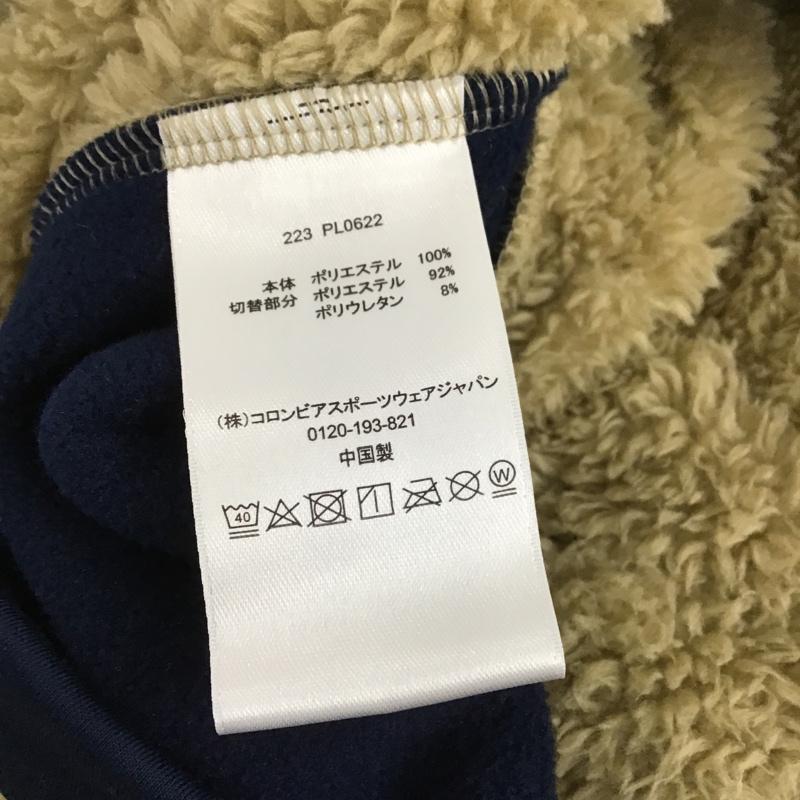 223 PL0622
本体 ポリエステル 100%
切替部分 ポリエステル 92%
ポリウレタン 8%
(株)コロンビアスポーツウェアジャパン
0120-193-821
中国製
40 W